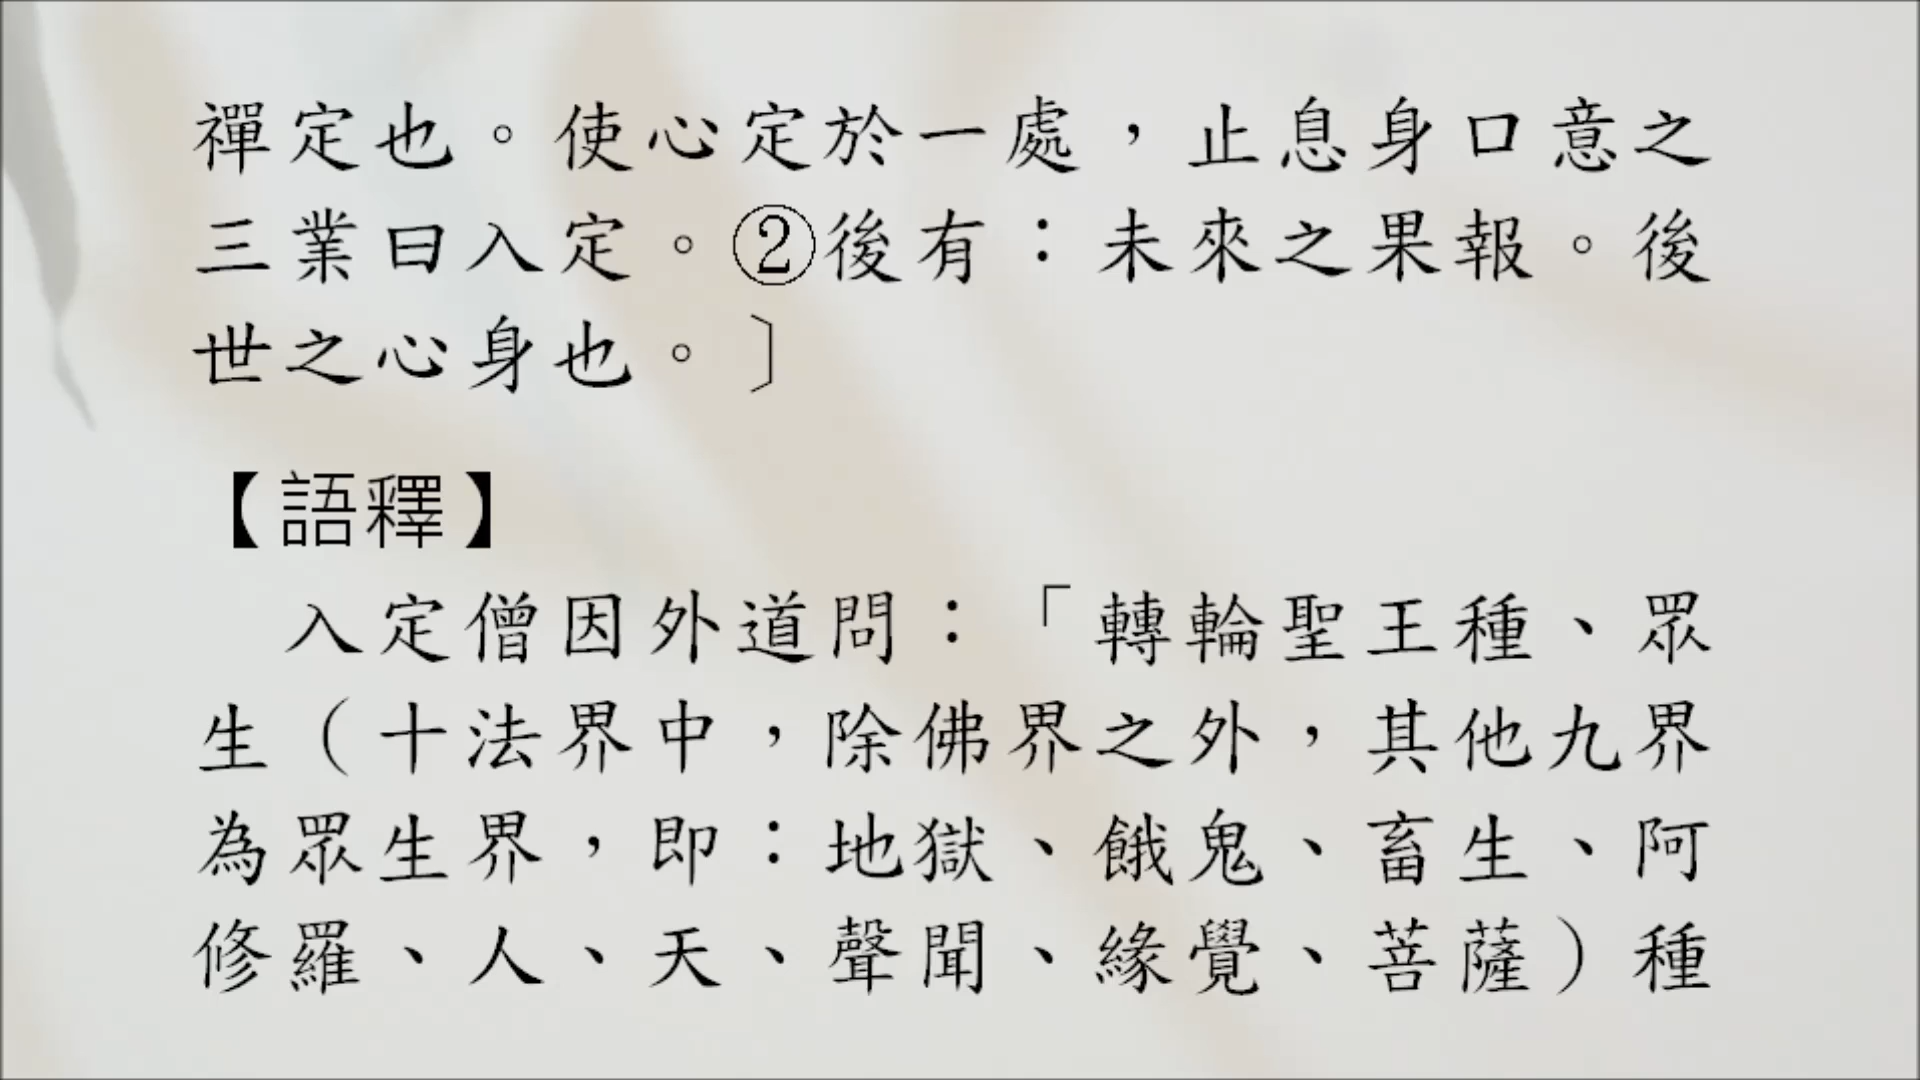 禪定也。使心定於一處，止息身口意之
三業曰入定。②後有：未來之果報。後
世之心身也。〕
【語釋】
入定僧因外道問：「轉輪聖王種、眾
生（十法界中，除佛界之外，其他九界
為眾生界，即：地獄、餓鬼、畜生、阿
修羅、人、天、聲聞、緣覺、菩薩）種